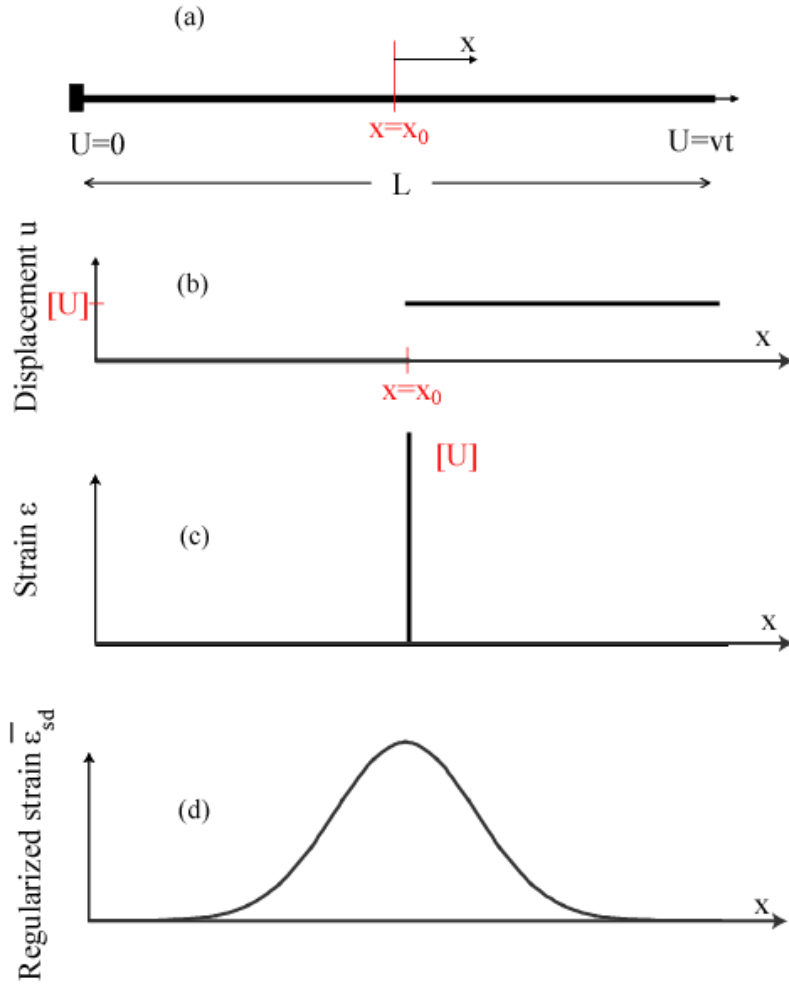 (a)
x
x=x₀
U=0
U=vt
L
Displacement u
(b)
[U]
x
x=x₀
[U]
Strain ε
(c)
x
Regularized strain ε̅sd
(d)
x